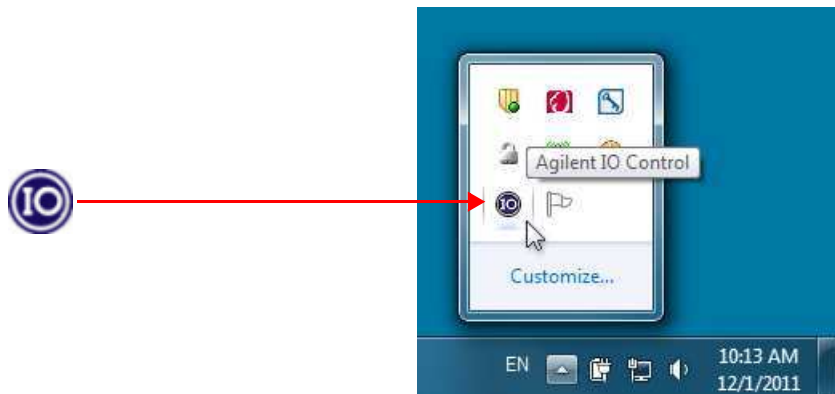 IO
Agilent IO Control
IO
Customize...
EN
10:13 AM
12/1/2011